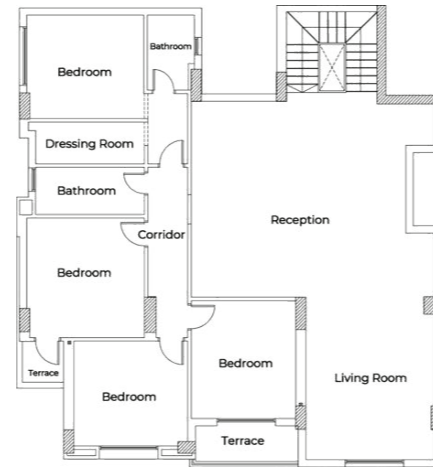 Bathroom
Bedroom
Dressing Room
Bathroom
Reception
Corridor
Bedroom
Bedroom
Terrace
Living Room
Bedroom
Terrace